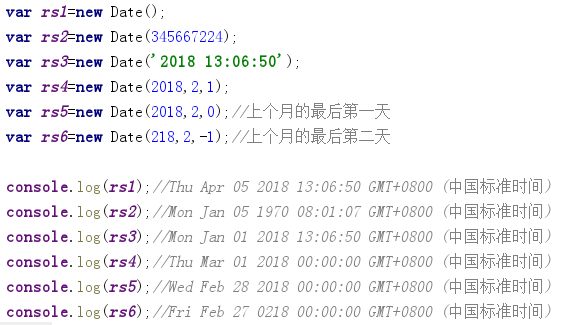 var rs1=new Date();
var rs2=new Date(345667224);
var rs3=new Date('2018 13:06:50');
var rs4=new Date(2018,2,1);
var rs5=new Date(2018,2,0);//上个月的最后第一天
var rs6=new Date(218,2,-1);//上个月的最后第二天
console.log(rs1);//Thu Apr 05 2018 13:06:50 GMT+0800 (中国标准时间)
console.log(rs2);//Mon Jan 05 1970 08:01:07 GMT+0800 (中国标准时间)
console.log(rs3);//Mon Jan 01 2018 13:06:50 GMT+0800 (中国标准时间)
console.log(rs4);//Thu Mar 01 2018 00:00:00 GMT+0800 (中国标准时间)
console.log(rs5);//Wed Feb 28 2018 00:00:00 GMT+0800 (中国标准时间)
console.log(rs6);//Fri Feb 27 0218 00:00:00 GMT+0800 (中国标准时间)